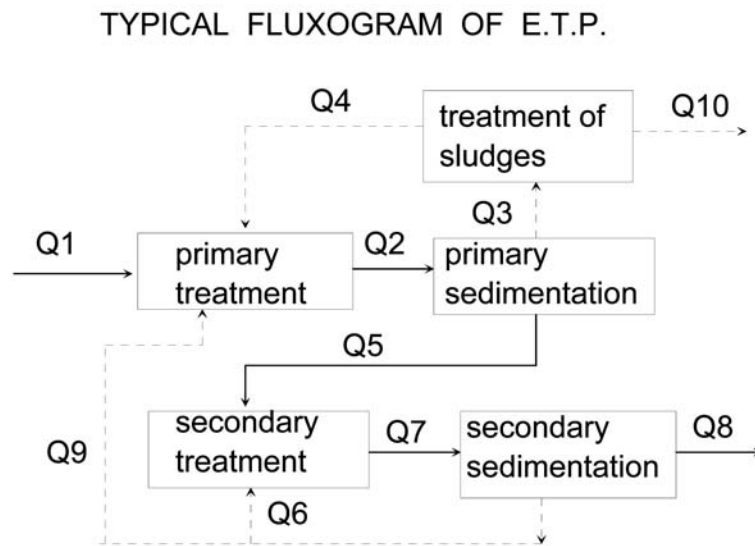 TYPICAL FLUXOGRAM OF E.T.P.
Q4
treatment of
sludges
Q10
Q3
Q1
primary
treatment
Q2
primary
sedimentation
Q5
secondary
treatment
Q7
secondary
sedimentation
Q8
Q9
Q6